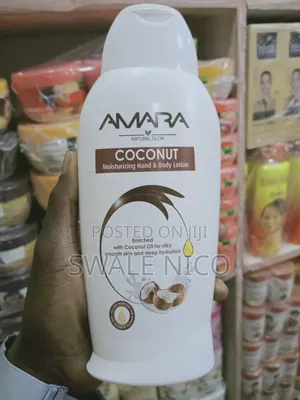 AMARA
NATURAL GLOW
COCONUT
Moisturizing Hand & Body Lotion
POSTED ON JIJI
Enriched
with Coconut Oil for silky
smooth skin and deep hydration
SWALE NICO